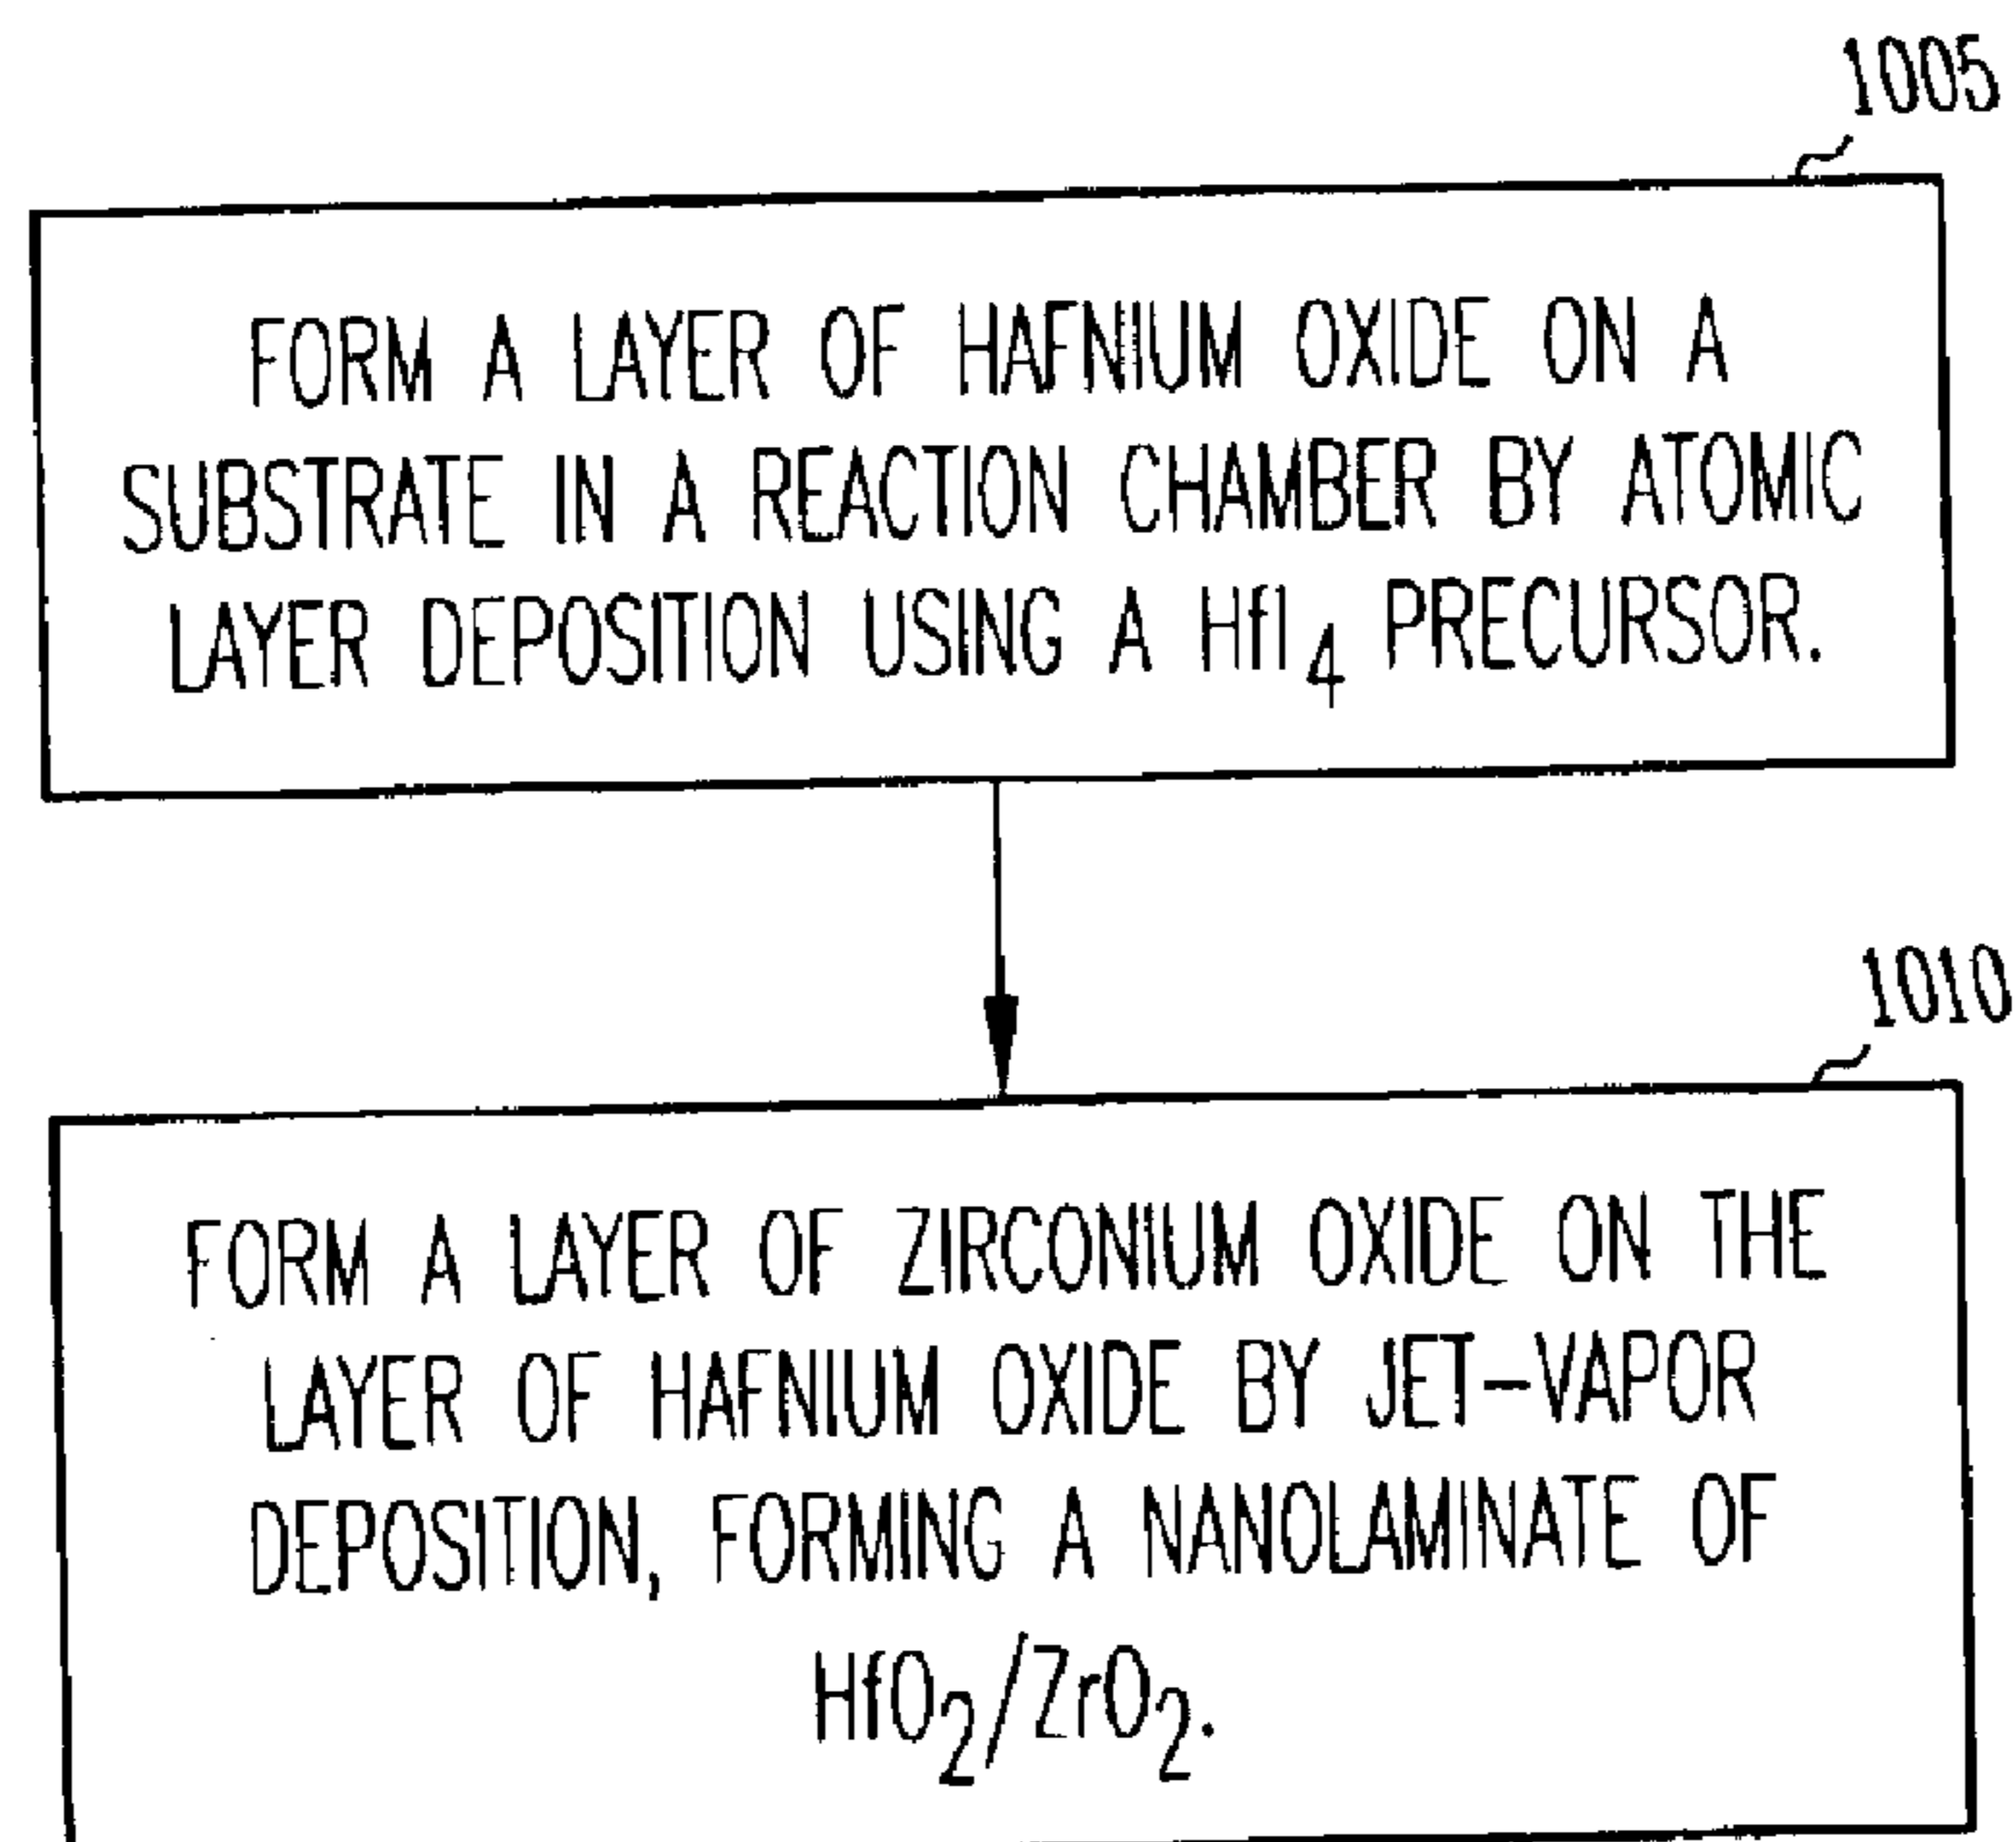 1005
FORM A LAYER OF HAFNIUM OXIDE ON A
SUBSTRATE IN A REACTION CHAMBER BY ATOMIC
LAYER DEPOSITION USING A HfI₄ PRECURSOR.
1010
FORM A LAYER OF ZIRCONIUM OXIDE ON THE
LAYER OF HAFNIUM OXIDE BY JET-VAPOR
DEPOSITION, FORMING A NANOLAMINATE OF
HfO₂/ZrO₂.